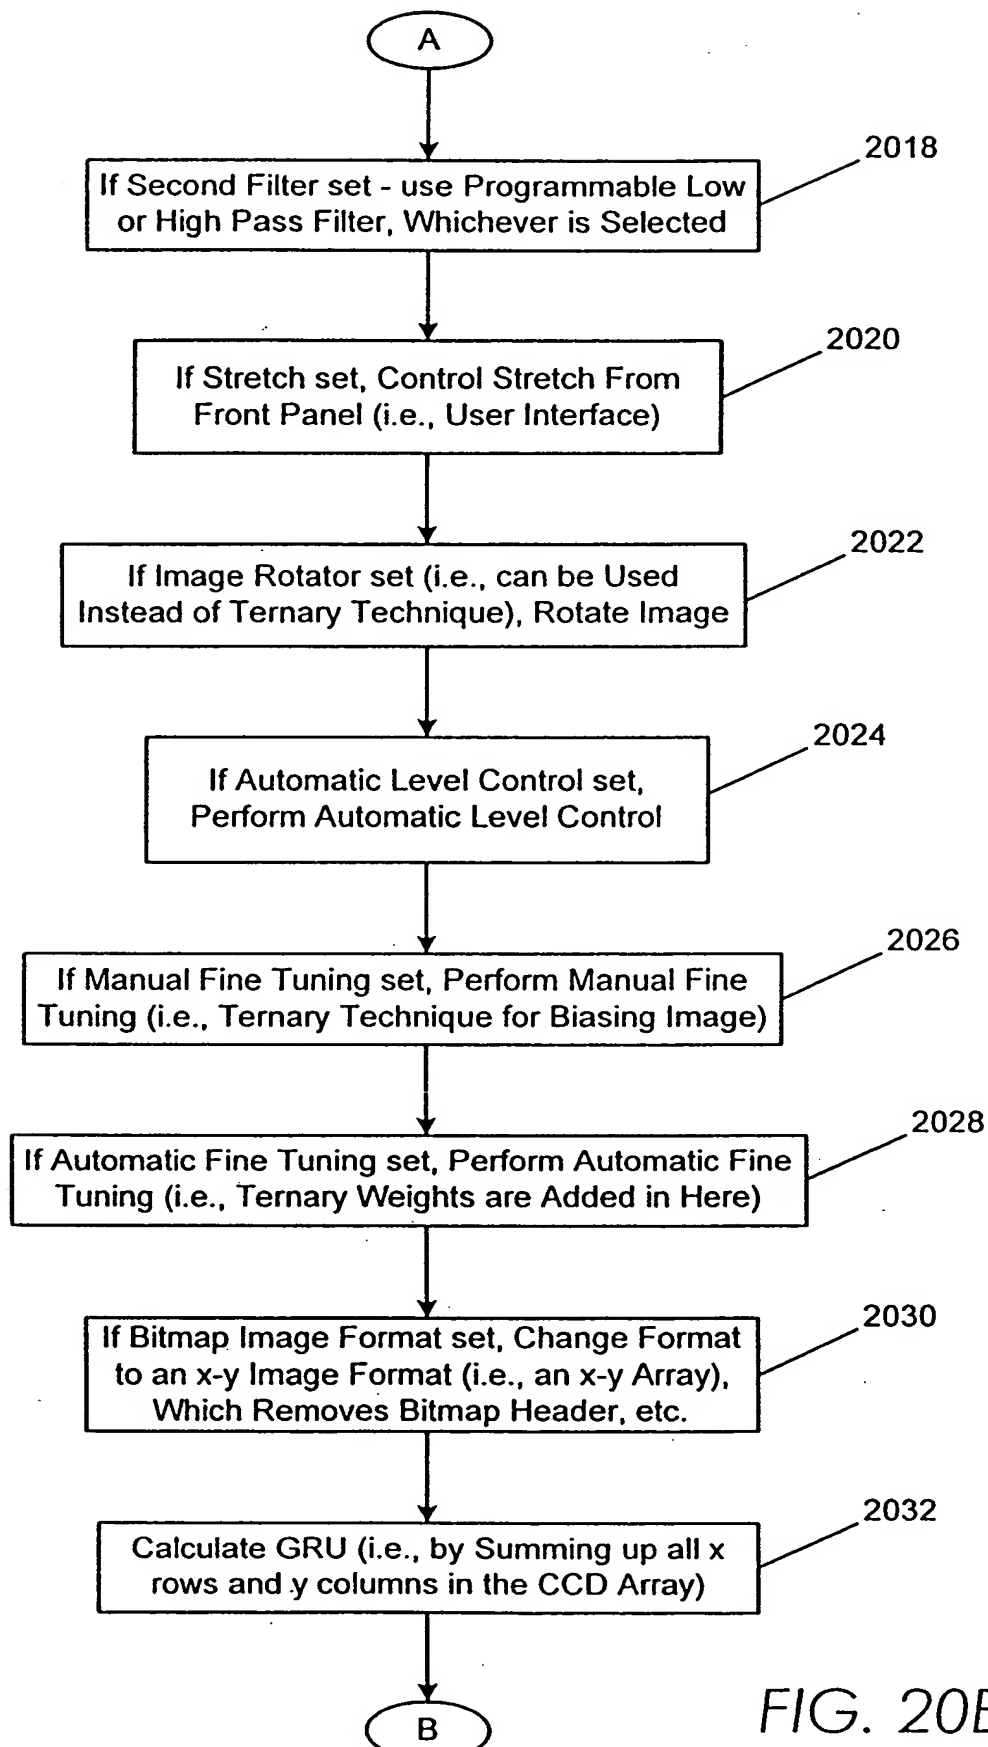 A
2018
If Second Filter set - use Programmable Low
or High Pass Filter, Whichever is Selected
2020
If Stretch set, Control Stretch From
Front Panel (i.e., User Interface)
2022
If Image Rotator set (i.e., can be Used
Instead of Ternary Technique), Rotate Image
2024
If Automatic Level Control set,
Perform Automatic Level Control
2026
If Manual Fine Tuning set, Perform Manual Fine
Tuning (i.e., Ternary Technique for Biasing Image)
2028
If Automatic Fine Tuning set, Perform Automatic Fine
Tuning (i.e., Ternary Weights are Added in Here)
2030
If Bitmap Image Format set, Change Format
to an x-y Image Format (i.e., an x-y Array),
Which Removes Bitmap Header, etc.
2032
Calculate GRU (i.e., by Summing up all x
rows and y columns in the CCD Array)
B
FIG. 20B